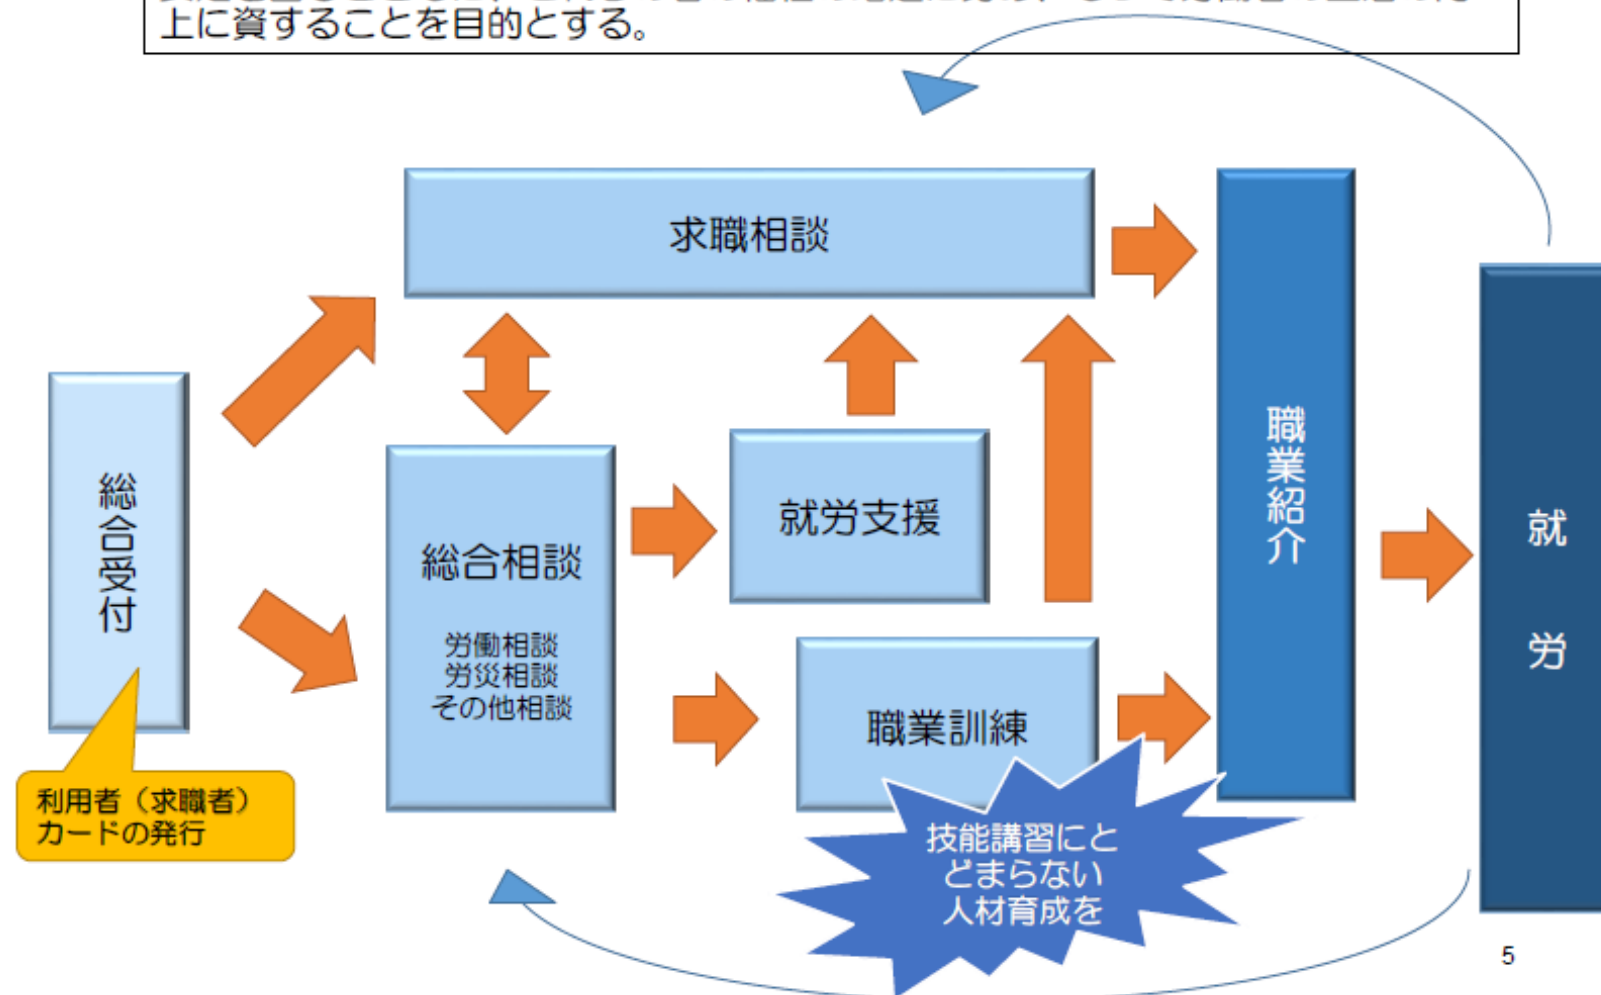 上に資することを目的とする。
求職相談
総合受付
総合相談
労働相談
労災相談
その他相談
就労支援
職業訓練
職業紹介
就労
利用者（求職者）
カードの発行
技能講習にと
どまらない
人材育成を
5